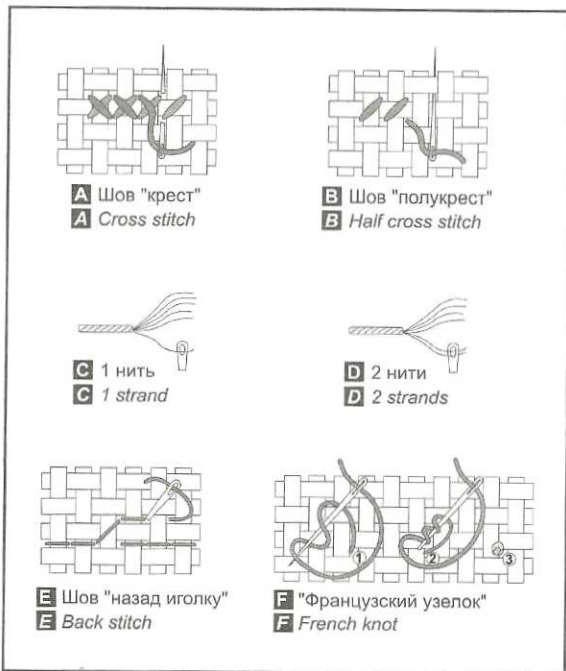 A Шов "крест"
A Cross stitch
B Шов "полукрест"
B Half cross stitch
C 1 нить
C 1 strand
D 2 нити
D 2 strands
1
2
3
E Шов "назад иголку"
E Back stitch
F "Французский узелок"
F French knot